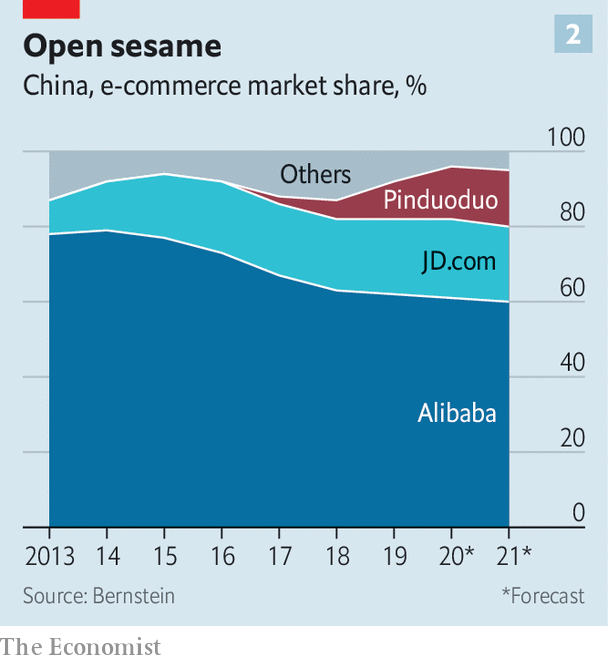 Open sesame
2
China, e-commerce market share, %
100
Others
Pinduoduo
80
JD.com
60
40
Alibaba
20
0
2013 14 15 16 17 18 19 20* 21*
Source: Bernstein
*Forecast
The Economist